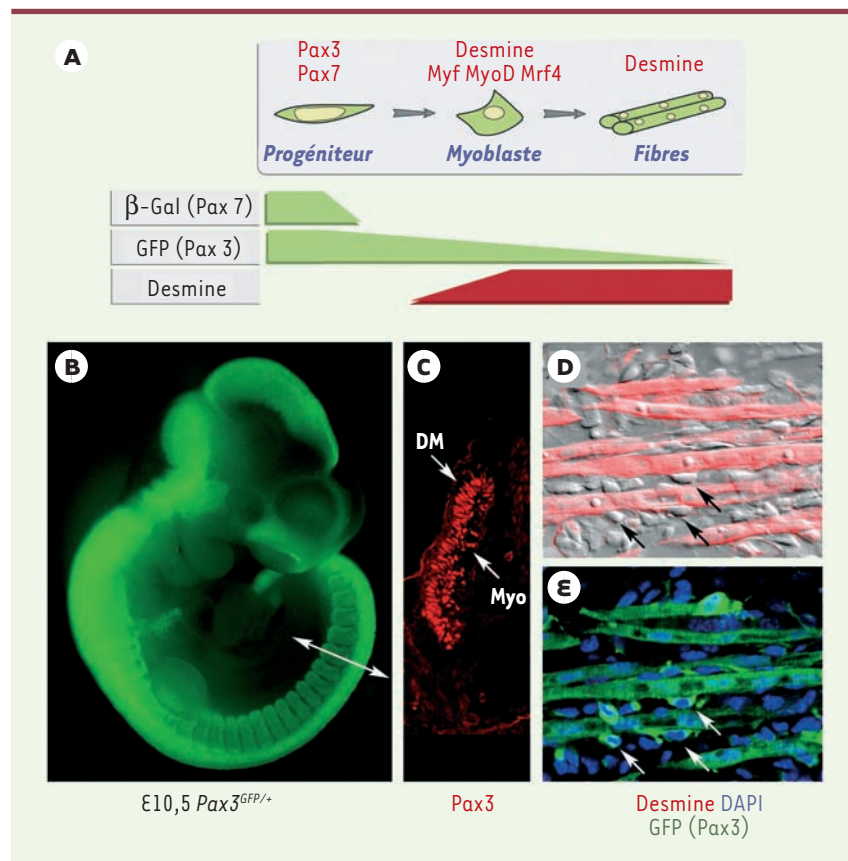 A
Pax3
Pax7
Desmine
Myf MyoD Mrf4
Desmine
Progéniteur
Myoblaste
Fibres
β-Gal (Pax 7)
GFP (Pax 3)
Desmine
B
C
DM
Myo
D
E
E10,5 Pax3GFP/+
Pax3
Desmine DAPI
GFP (Pax3)